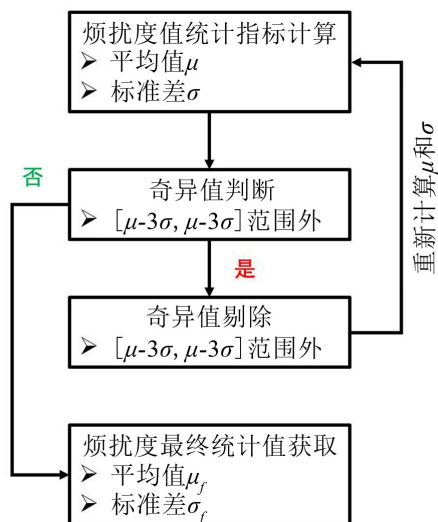 烦扰度值统计指标计算
➢ 平均值μ
➢ 标准差σ
否
奇异值判断
➢ [μ-3σ, μ-3σ]范围外
是
奇异值剔除
➢ [μ-3σ, μ-3σ]范围外
重新计算μ和σ
烦扰度最终统计值获取
➢ 平均值μf
➢ 标准差σf